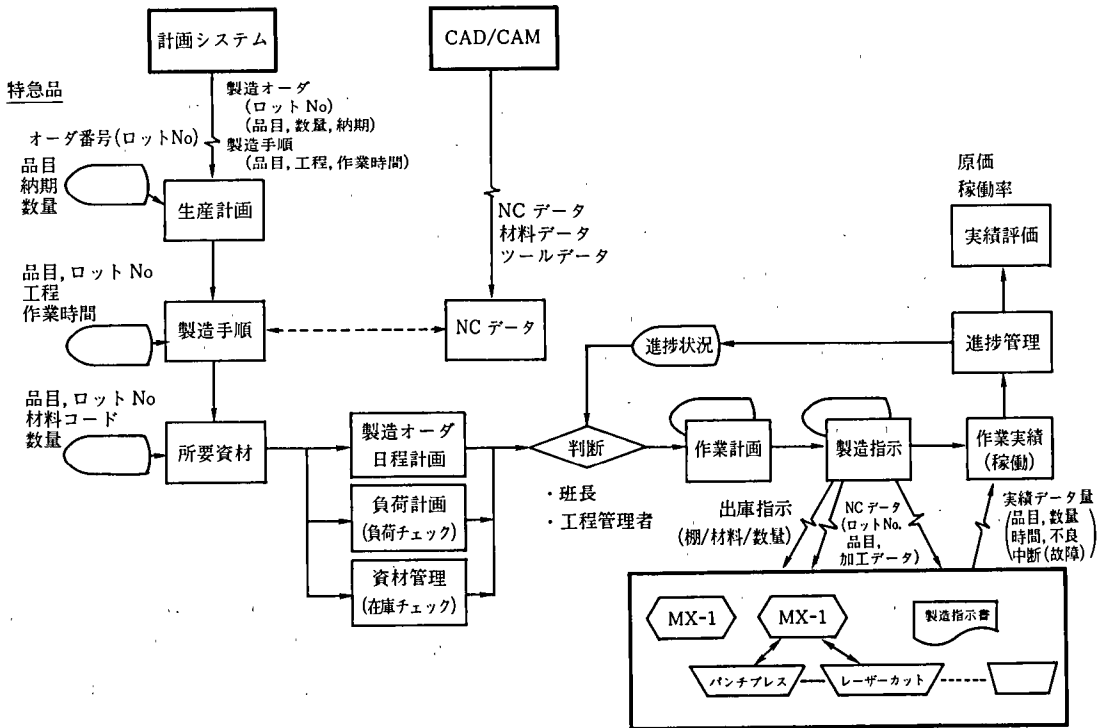 計画システム
CAD/CAM
特急品
製造オーダ
(ロット No)
(品目, 数量, 納期)
製造手順
(品目, 工程, 作業時間)
オーダ番号(ロットNo)
品目
納期
数量
生産計画
NC データ
材料データ
ツールデータ
原価
稼働率
実績評価
品目, ロット No
工程
作業時間
製造手順
NC データ
進捗状況
進捗管理
品目, ロット No
材料コード
数量
所要資材
製造オーダ
日程計画
負荷計画
(負荷チェック)
資材管理
(在庫チェック)
判断
・班長
・工程管理者
作業計画
製造指示
作業実績
(稼働)
出庫指示
(棚/材料/数量)
NCデータ
(ロットNo.
品目,
加工データ)
実績データ量
(品目, 数量
時間, 不良
中断(故障))
MX-1
MX-1
製造指示書
パンチプレス
レーザーカット